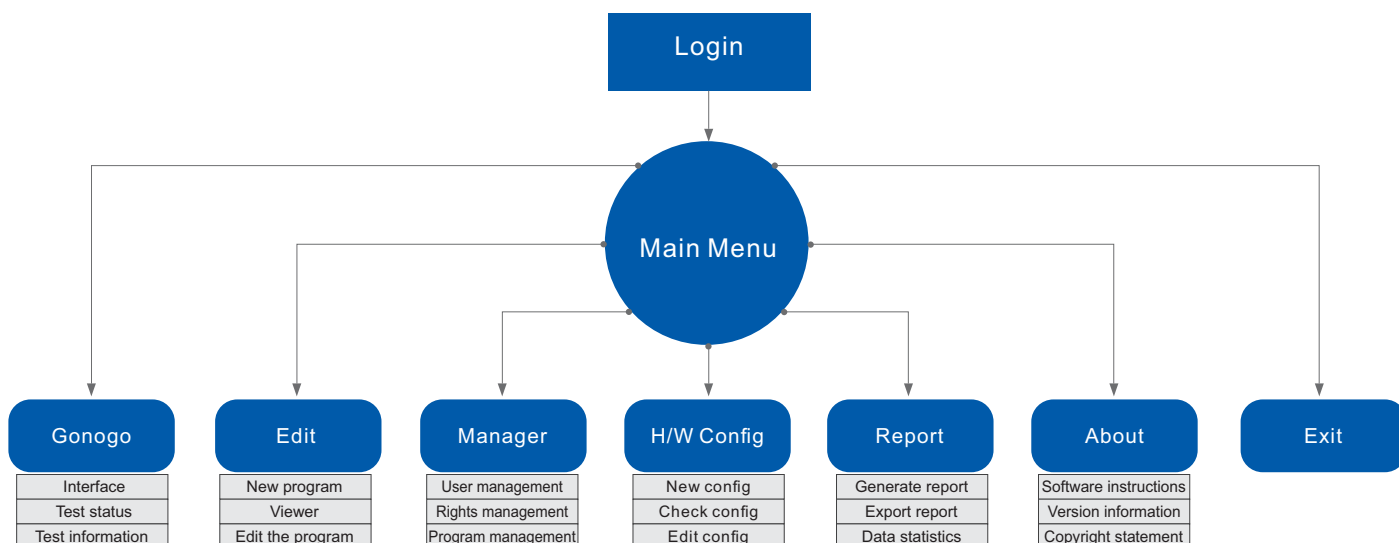 Login
Main Menu
Gonogo
Edit
Manager
H/W Config
Report
About
Exit
Interface
New program
User management
New config
Generate report
Software instructions
Test status
Viewer
Rights management
Check config
Export report
Version information
Test information
Edit the program
Program management
Edit config
Data statistics
Copyright statement